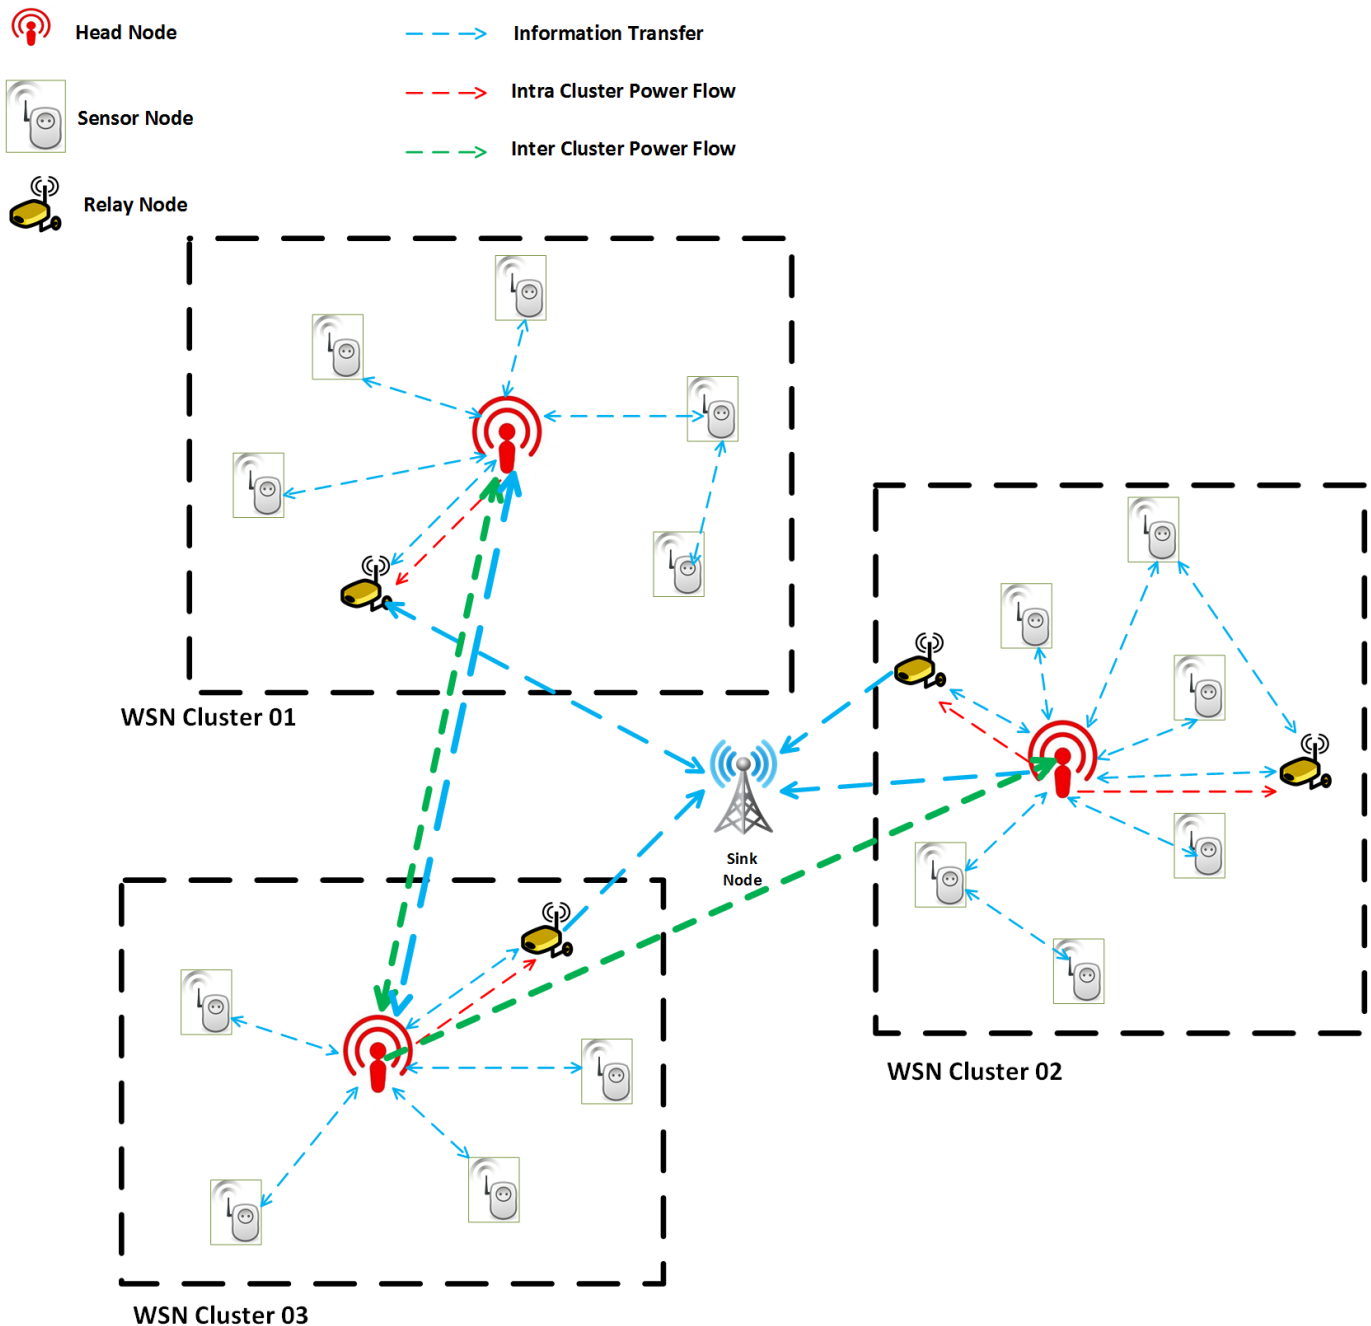 Head Node
Information Transfer
Intra Cluster Power Flow
Sensor Node
Inter Cluster Power Flow
Relay Node
WSN Cluster 01
Sink
Node
WSN Cluster 02
WSN Cluster 03